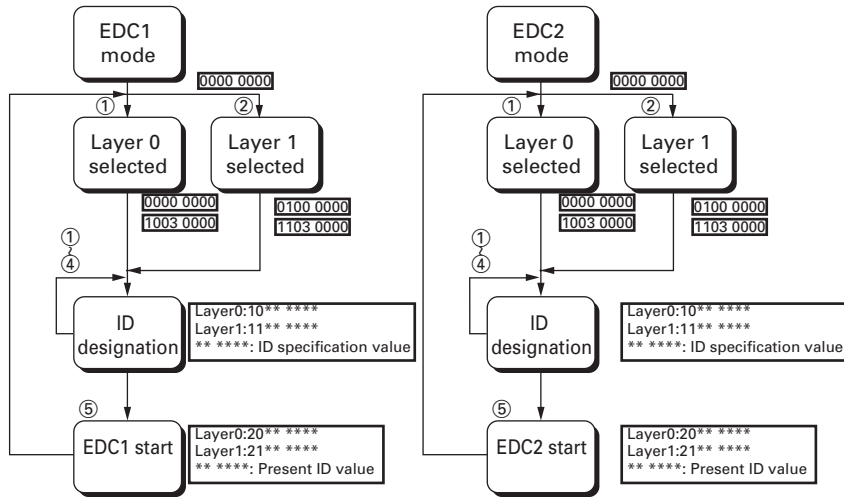 EDC1
mode
0000 0000
①
②
Layer 0
selected
Layer 1
selected
0000 0000
1003 0000
0100 0000
1103 0000
①
~
④
ID
designation
Layer0:10** ****
Layer1:11** ****
** ****: ID specification value
⑤
EDC1 start
Layer0:20** ****
Layer1:21** ****
** ****: Present ID value
EDC2
mode
0000 0000
①
②
Layer 0
selected
Layer 1
selected
0000 0000
1003 0000
0100 0000
1103 0000
①
~
④
ID
designation
Layer0:10** ****
Layer1:11** ****
** ****: ID specification value
⑤
EDC2 start
Layer0:20** ****
Layer1:21** ****
** ****: Present ID value